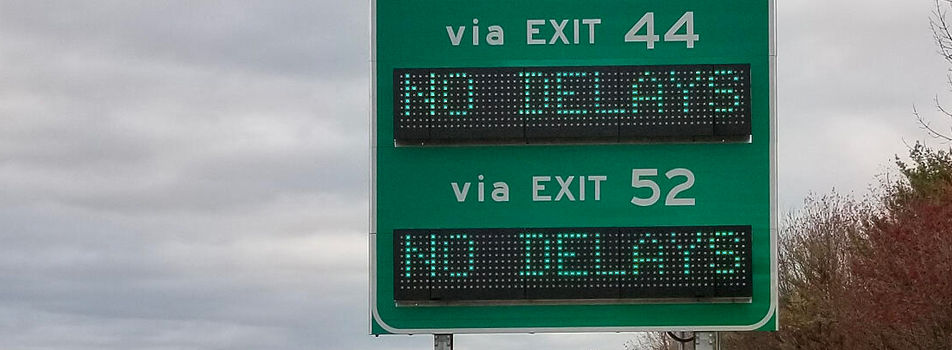 via EXIT 44
NO DELAYS
via EXIT 52
NO DELAYS